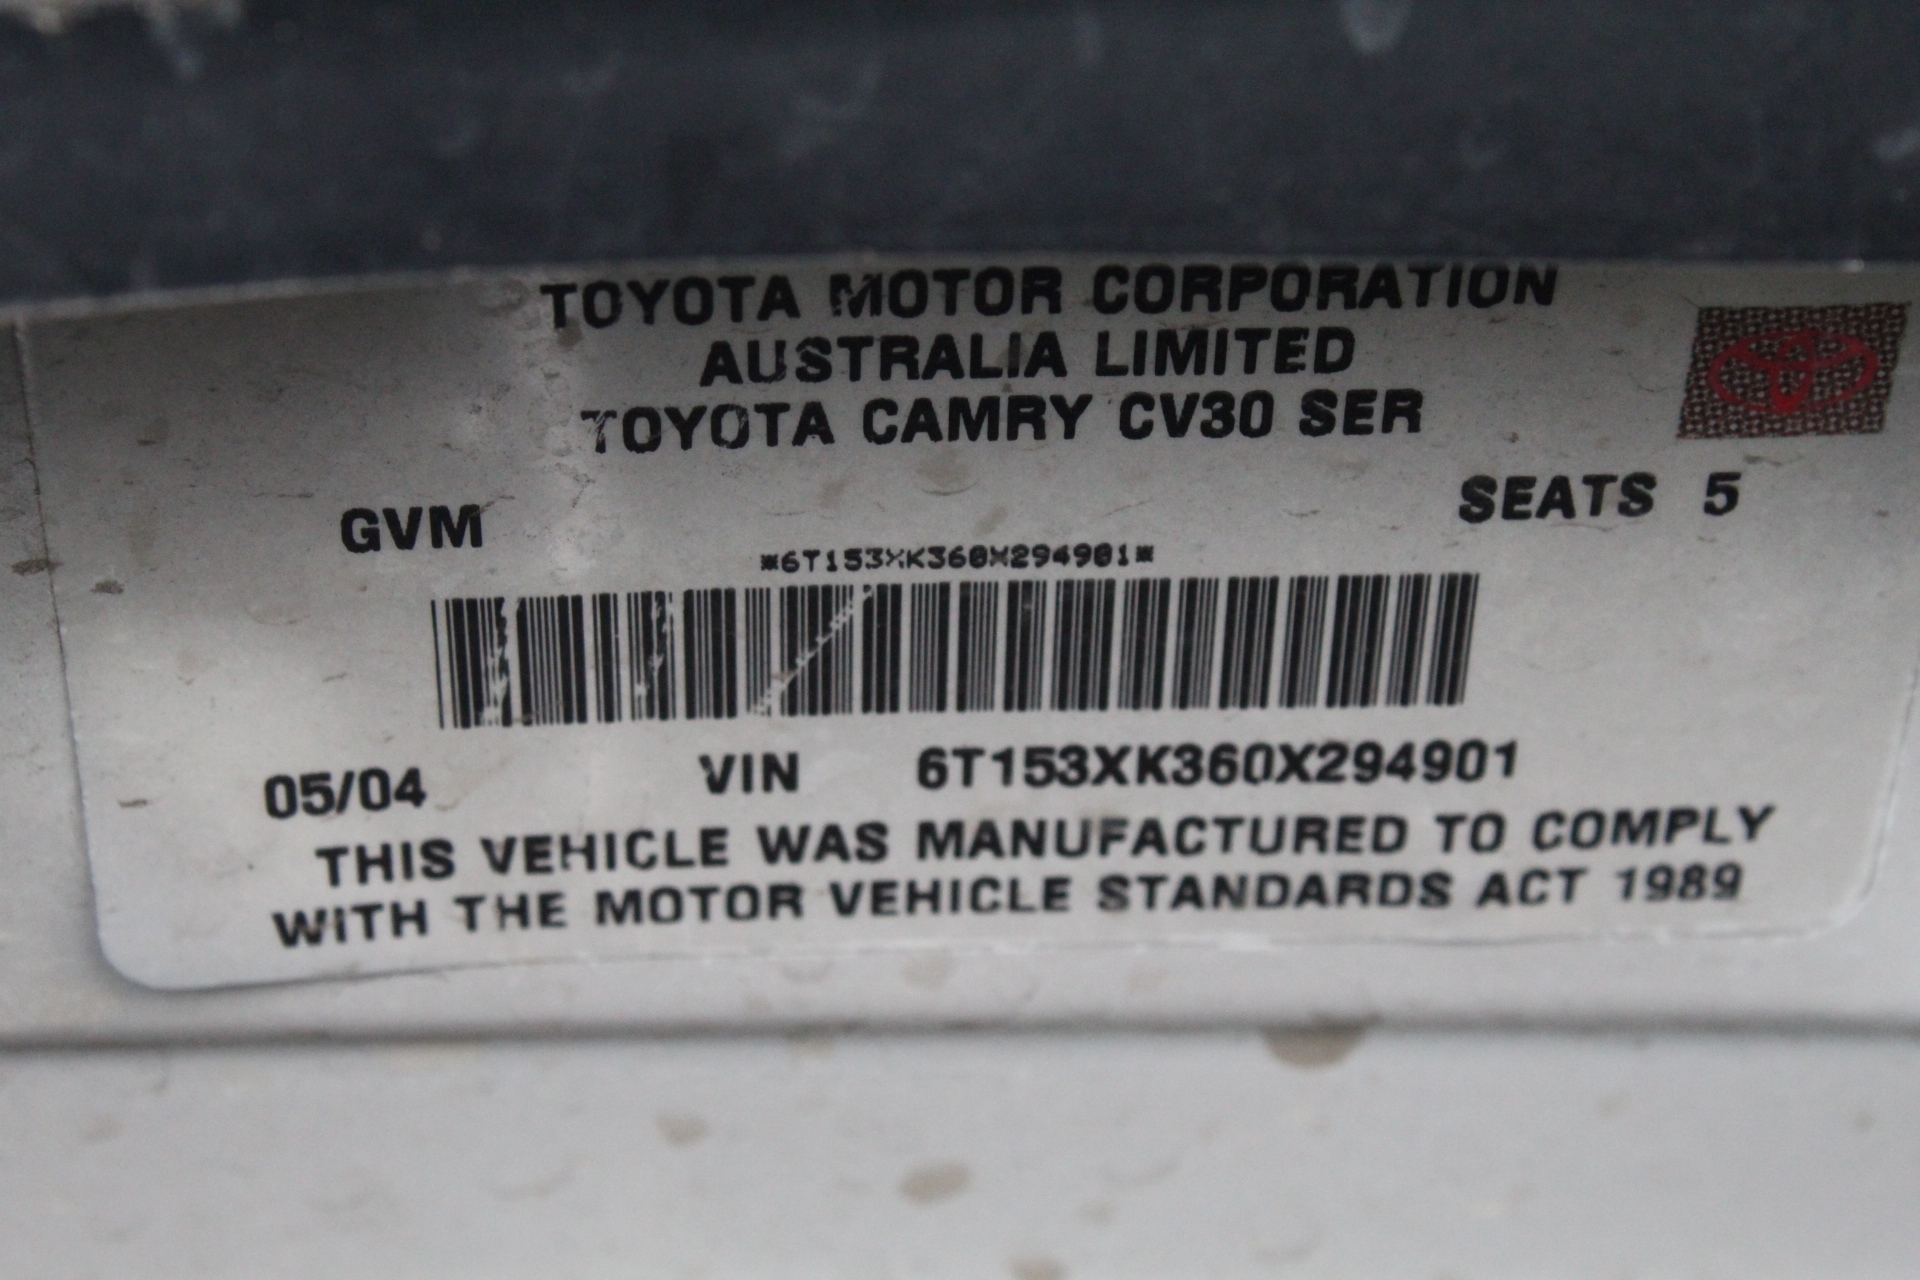 TOYOTA MOTOR CORPORATION
AUSTRALIA LIMITED
TOYOTA CAMRY CV30 SER
GVM SEATS 5
*6T153XK360X294901*
05/04 VIN 6T153XK360X294901
THIS VEHICLE WAS MANUFACTURED TO COMPLY
WITH THE MOTOR VEHICLE STANDARDS ACT 1989